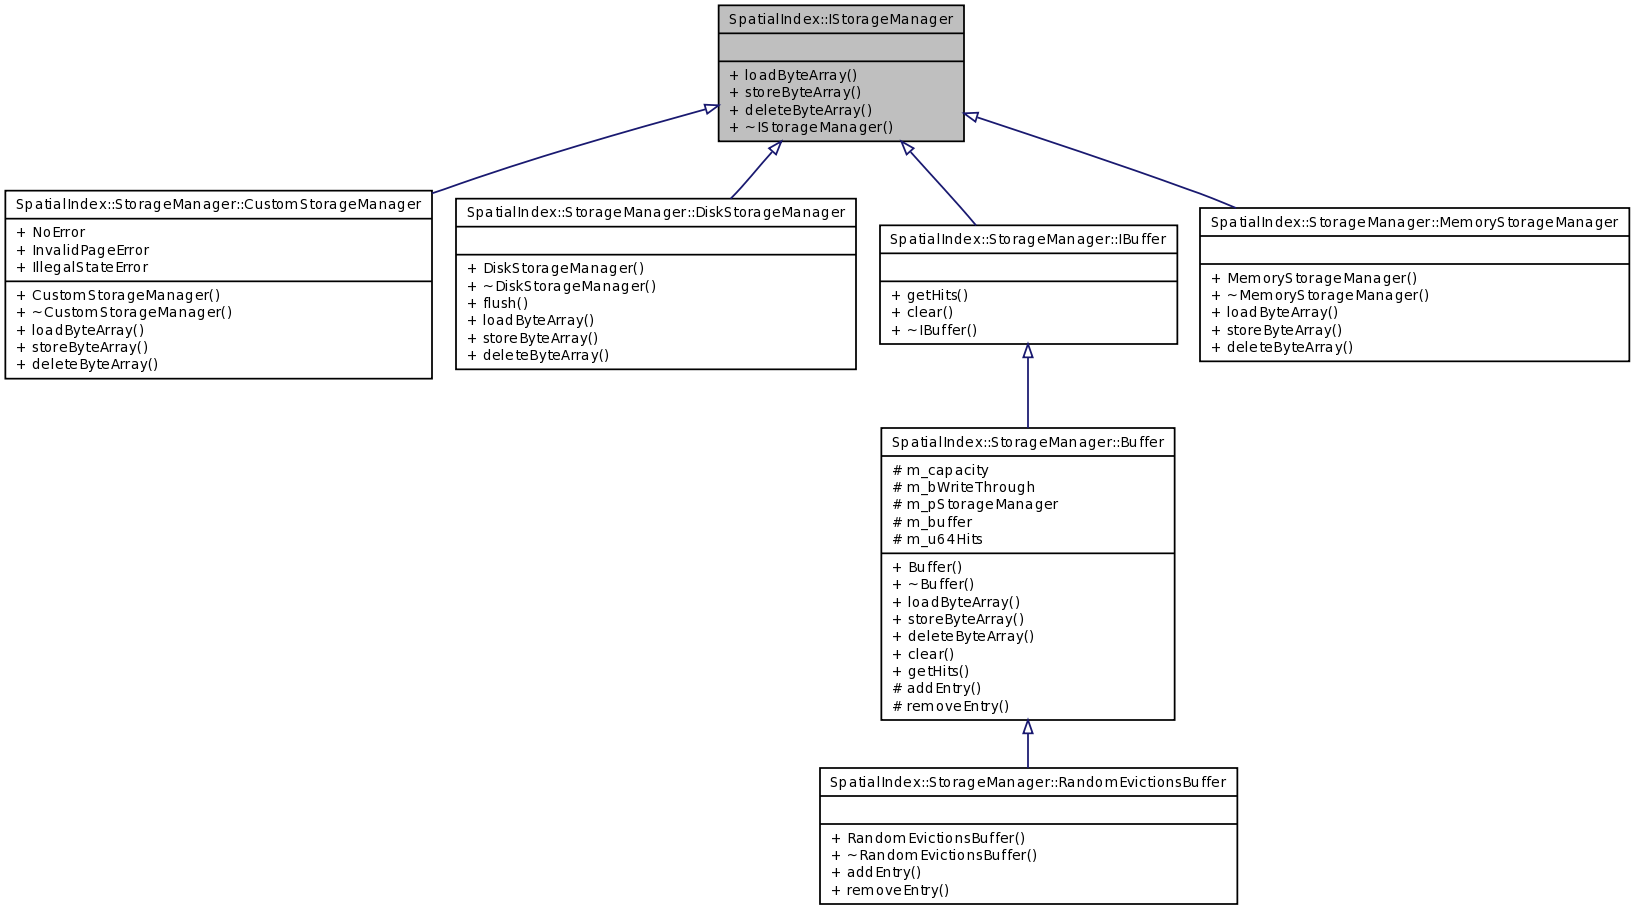 SpatialIndex::IStorageManager
+ loadByteArray()
+ storeByteArray()
+ deleteByteArray()
+ ~IStorageManager()
SpatialIndex::StorageManager::CustomStorageManager
+ NoError
+ InvalidPageError
+ IllegalStateError
+ CustomStorageManager()
+ ~CustomStorageManager()
+ loadByteArray()
+ storeByteArray()
+ deleteByteArray()
SpatialIndex::StorageManager::DiskStorageManager
+ DiskStorageManager()
+ ~DiskStorageManager()
+ flush()
+ loadByteArray()
+ storeByteArray()
+ deleteByteArray()
SpatialIndex::StorageManager::IBuffer
+ getHits()
+ clear()
+ ~IBuffer()
SpatialIndex::StorageManager::MemoryStorageManager
+ MemoryStorageManager()
+ ~MemoryStorageManager()
+ loadByteArray()
+ storeByteArray()
+ deleteByteArray()
SpatialIndex::StorageManager::Buffer
# m_capacity
# m_bWriteThrough
# m_pStorageManager
# m_buffer
# m_u64Hits
+ Buffer()
+ ~Buffer()
+ loadByteArray()
+ storeByteArray()
+ deleteByteArray()
+ clear()
+ getHits()
# addEntry()
# removeEntry()
SpatialIndex::StorageManager::RandomEvictionsBuffer
+ RandomEvictionsBuffer()
+ ~RandomEvictionsBuffer()
+ addEntry()
+ removeEntry()